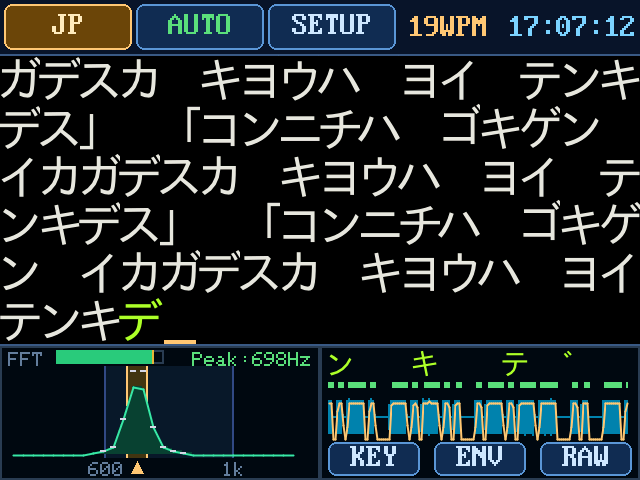 JP AUTO SETUP 19WPM 17:07:12
ガデスカ　キヨウハ　ヨイ　テンキ
デス」　「コンニチハ　ゴキゲン
イカガデスカ　キヨウハ　ヨイ　テ
ンキデス」　「コンニチハ　ゴキゲ
ン　イカガデスカ　キヨウハ　ヨイ
テンキデ_
FFT Peak:698Hz
600 1k
ン キ テ ゛
KEY ENV RAW